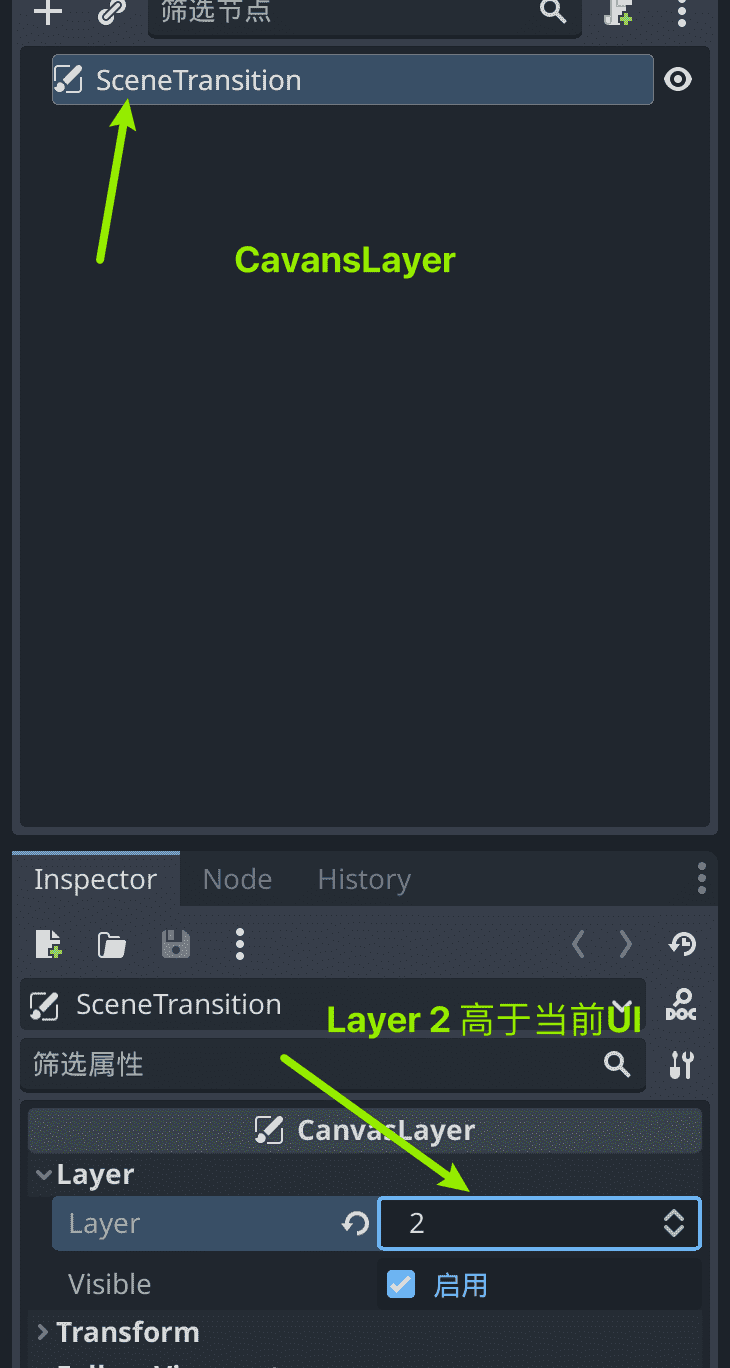 筛选节点
SceneTransition
CavansLayer
Inspector
Node
History
SceneTransition
DOC
Layer 2 高于当前UI
筛选属性
CanvasLayer
Layer
Layer
2
Visible
启用
Transform